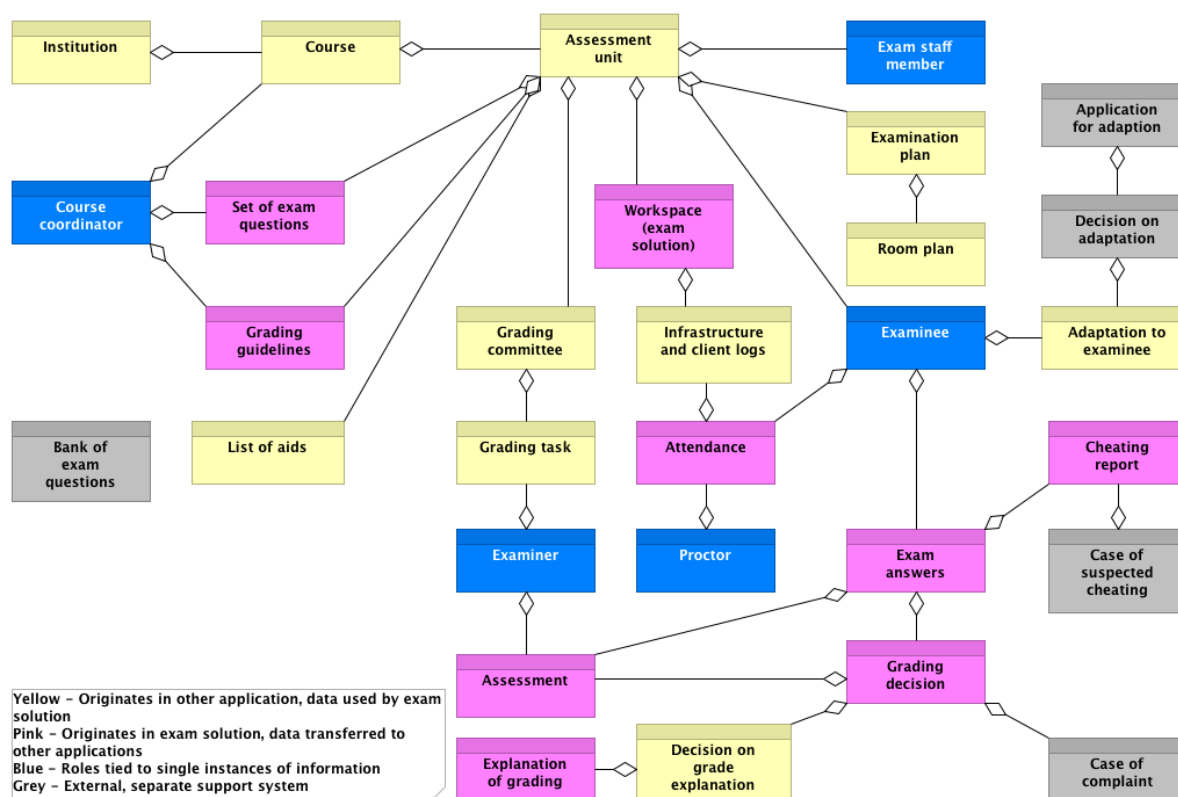 Institution
Course
Assessment
unit
Exam staff
member
Application
for adaption
Examination
plan
Course
coordinator
Set of exam
questions
Workspace
(exam
solution)
Decision on
adaptation
Room plan
Grading
guidelines
Grading
committee
Infrastructure
and client logs
Examinee
Adaptation to
examinee
Bank of
exam
questions
List of aids
Grading task
Attendance
Cheating
report
Examiner
Proctor
Exam
answers
Case of
suspected
cheating
Assessment
Grading
decision
Yellow – Originates in other application, data used by exam
solution
Pink – Originates in exam solution, data transferred to
other applications
Blue – Roles tied to single instances of information
Grey – External, separate support system
Explanation
of grading
Decision on
grade
explanation
Case of
complaint